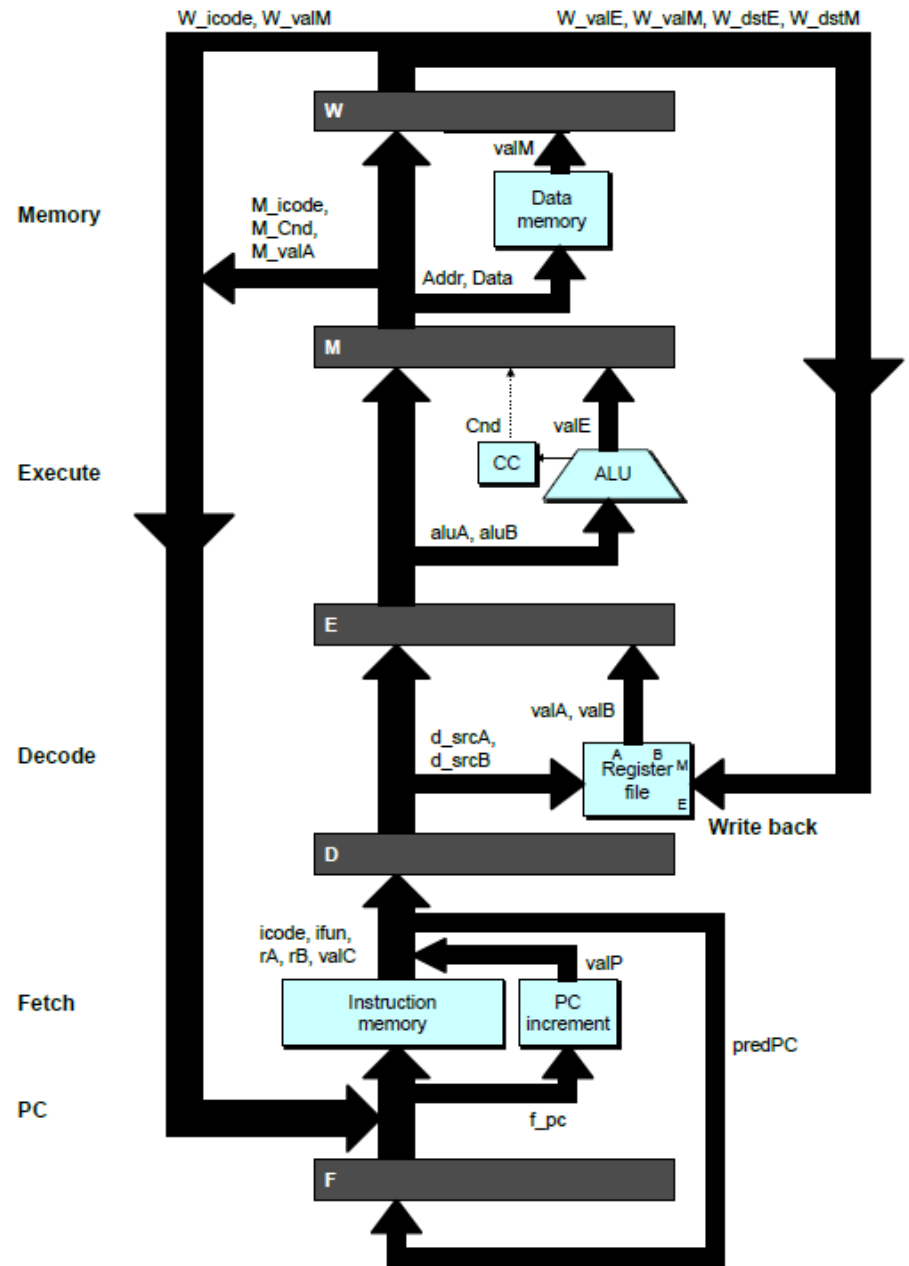 W_icode, W_valM
W_valE, W_valM, W_dstE, W_dstM
W
valM
Data
memory
Memory
M_icode,
M_Cnd,
M_valA
Addr, Data
M
Cnd
valE
CC
ALU
Execute
aluA, aluB
E
valA, valB
d_srcA,
d_srcB
Decode
A B
M
Register
file
E
Write back
D
icode, ifun,
rA, rB, valC
valP
Fetch
Instruction
memory
PC
increment
predPC
PC
f_pc
F